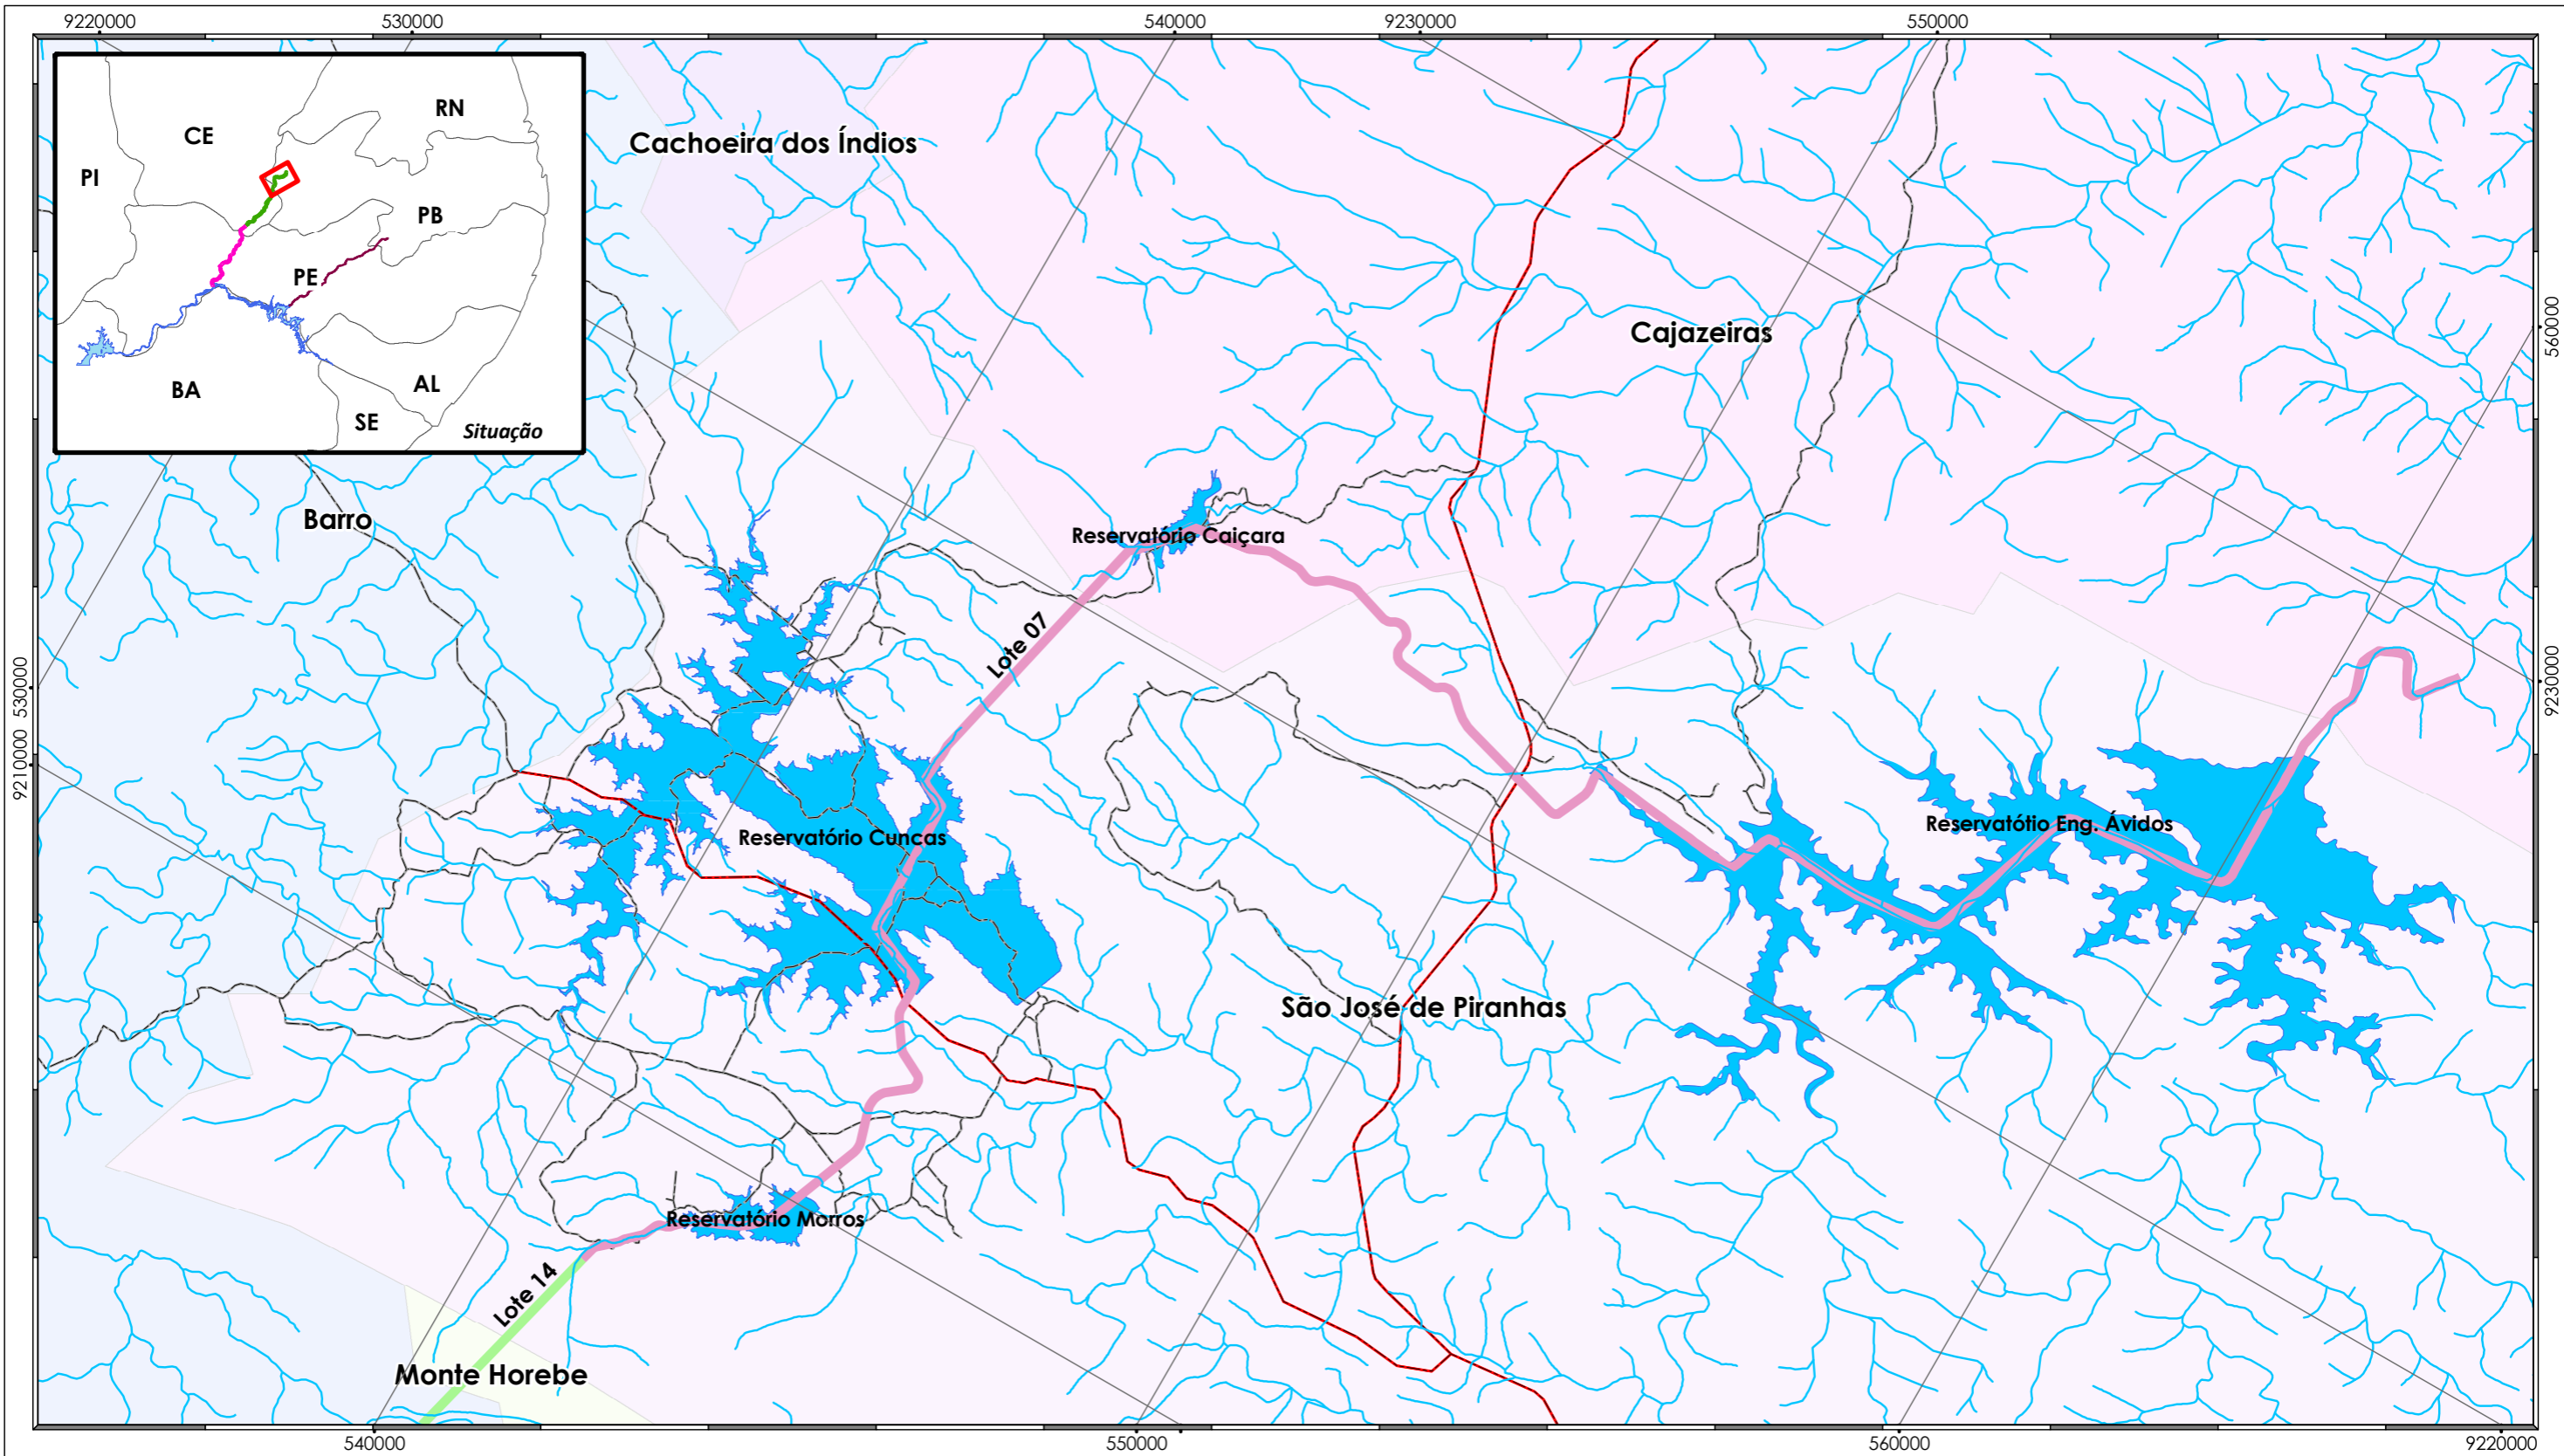 9220000
530000
540000
9230000
550000
RN
CE
PI
PB
PE
BA
AL
SE
Situação
Cachoeira dos Índios
Cajazeiras
560000
Barro
Reservatório Caiçara
Lote 07
530000
9210000
9230000
Reservatório Cuncas
Reservatótio Eng. Ávidos
São José de Piranhas
Reservatório Morros
Lote 14
Monte Horebe
540000
550000
560000
9220000